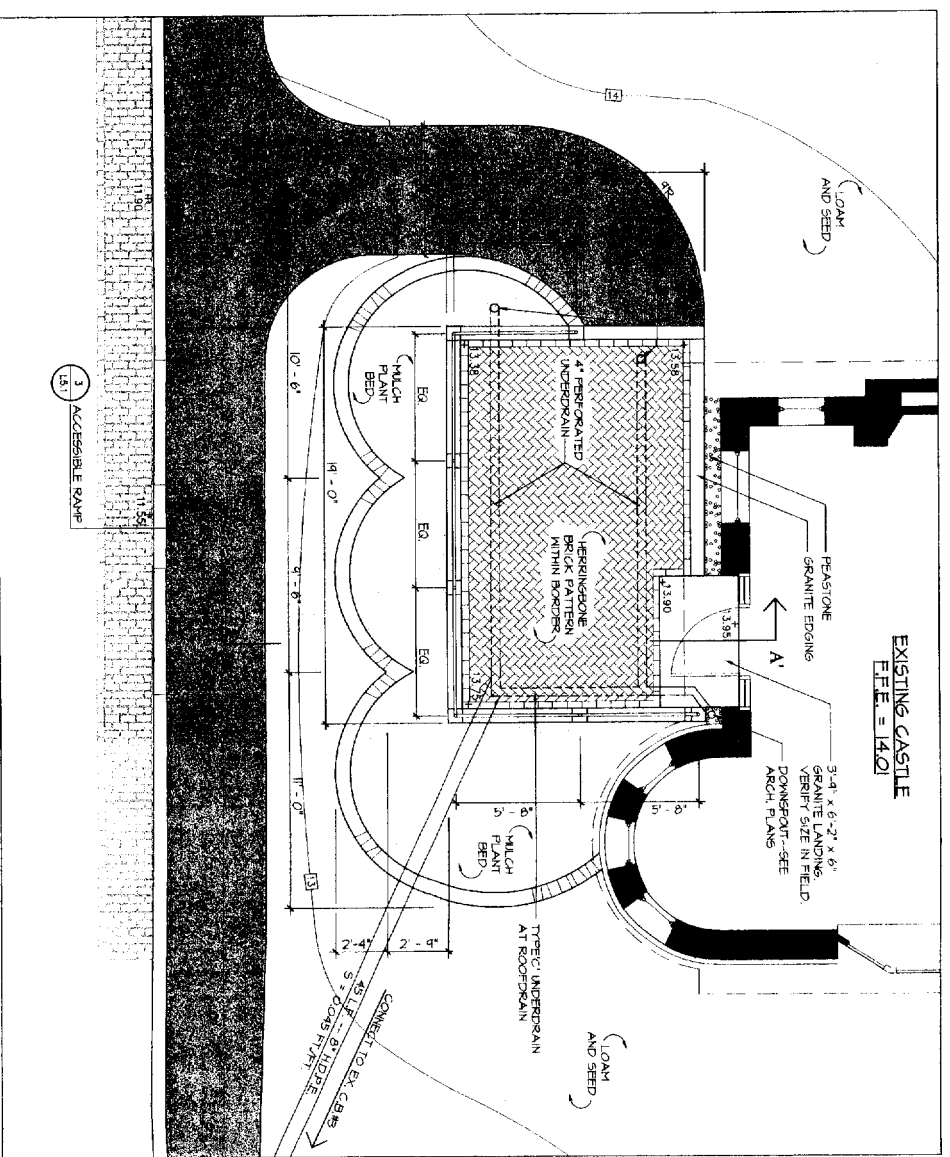 14
LOAM
AND SEED
9'R
11.90
13.58
13.38
4" PERFORATED
UNDERDRAIN
MULCH
PLANT
BED
EQ.
EQ.
EQ.
10' - 6"
19' - 0"
9' - 6"
11' - 0"
3
L5.1
ACCESSIBLE RAMP
11.55
HERRINGBONE
BRICK PATTERN
WITHIN BORDER
PEASTONE
GRANITE EDGING
13.90
13.95
A'
EXISTING CASTLE
F.F.E. = 14.01
3'-9" x 6'-2" x 6"
GRANITE LANDING.
VERIFY SIZE IN FIELD.
DOWNSPOUT--SEE
ARCH. PLANS
5' - 8"
5' - 8"
MULCH
PLANT
BED
TYPE 'C' UNDERDRAIN
AT ROOFDRAIN
13
2'-4"
2' - 9"
LOAM
AND SEED
CONNECT TO EX. C.B.#3
45 L.F. -- 8" H.D.P.E.
S = 0.045 FT./FT.